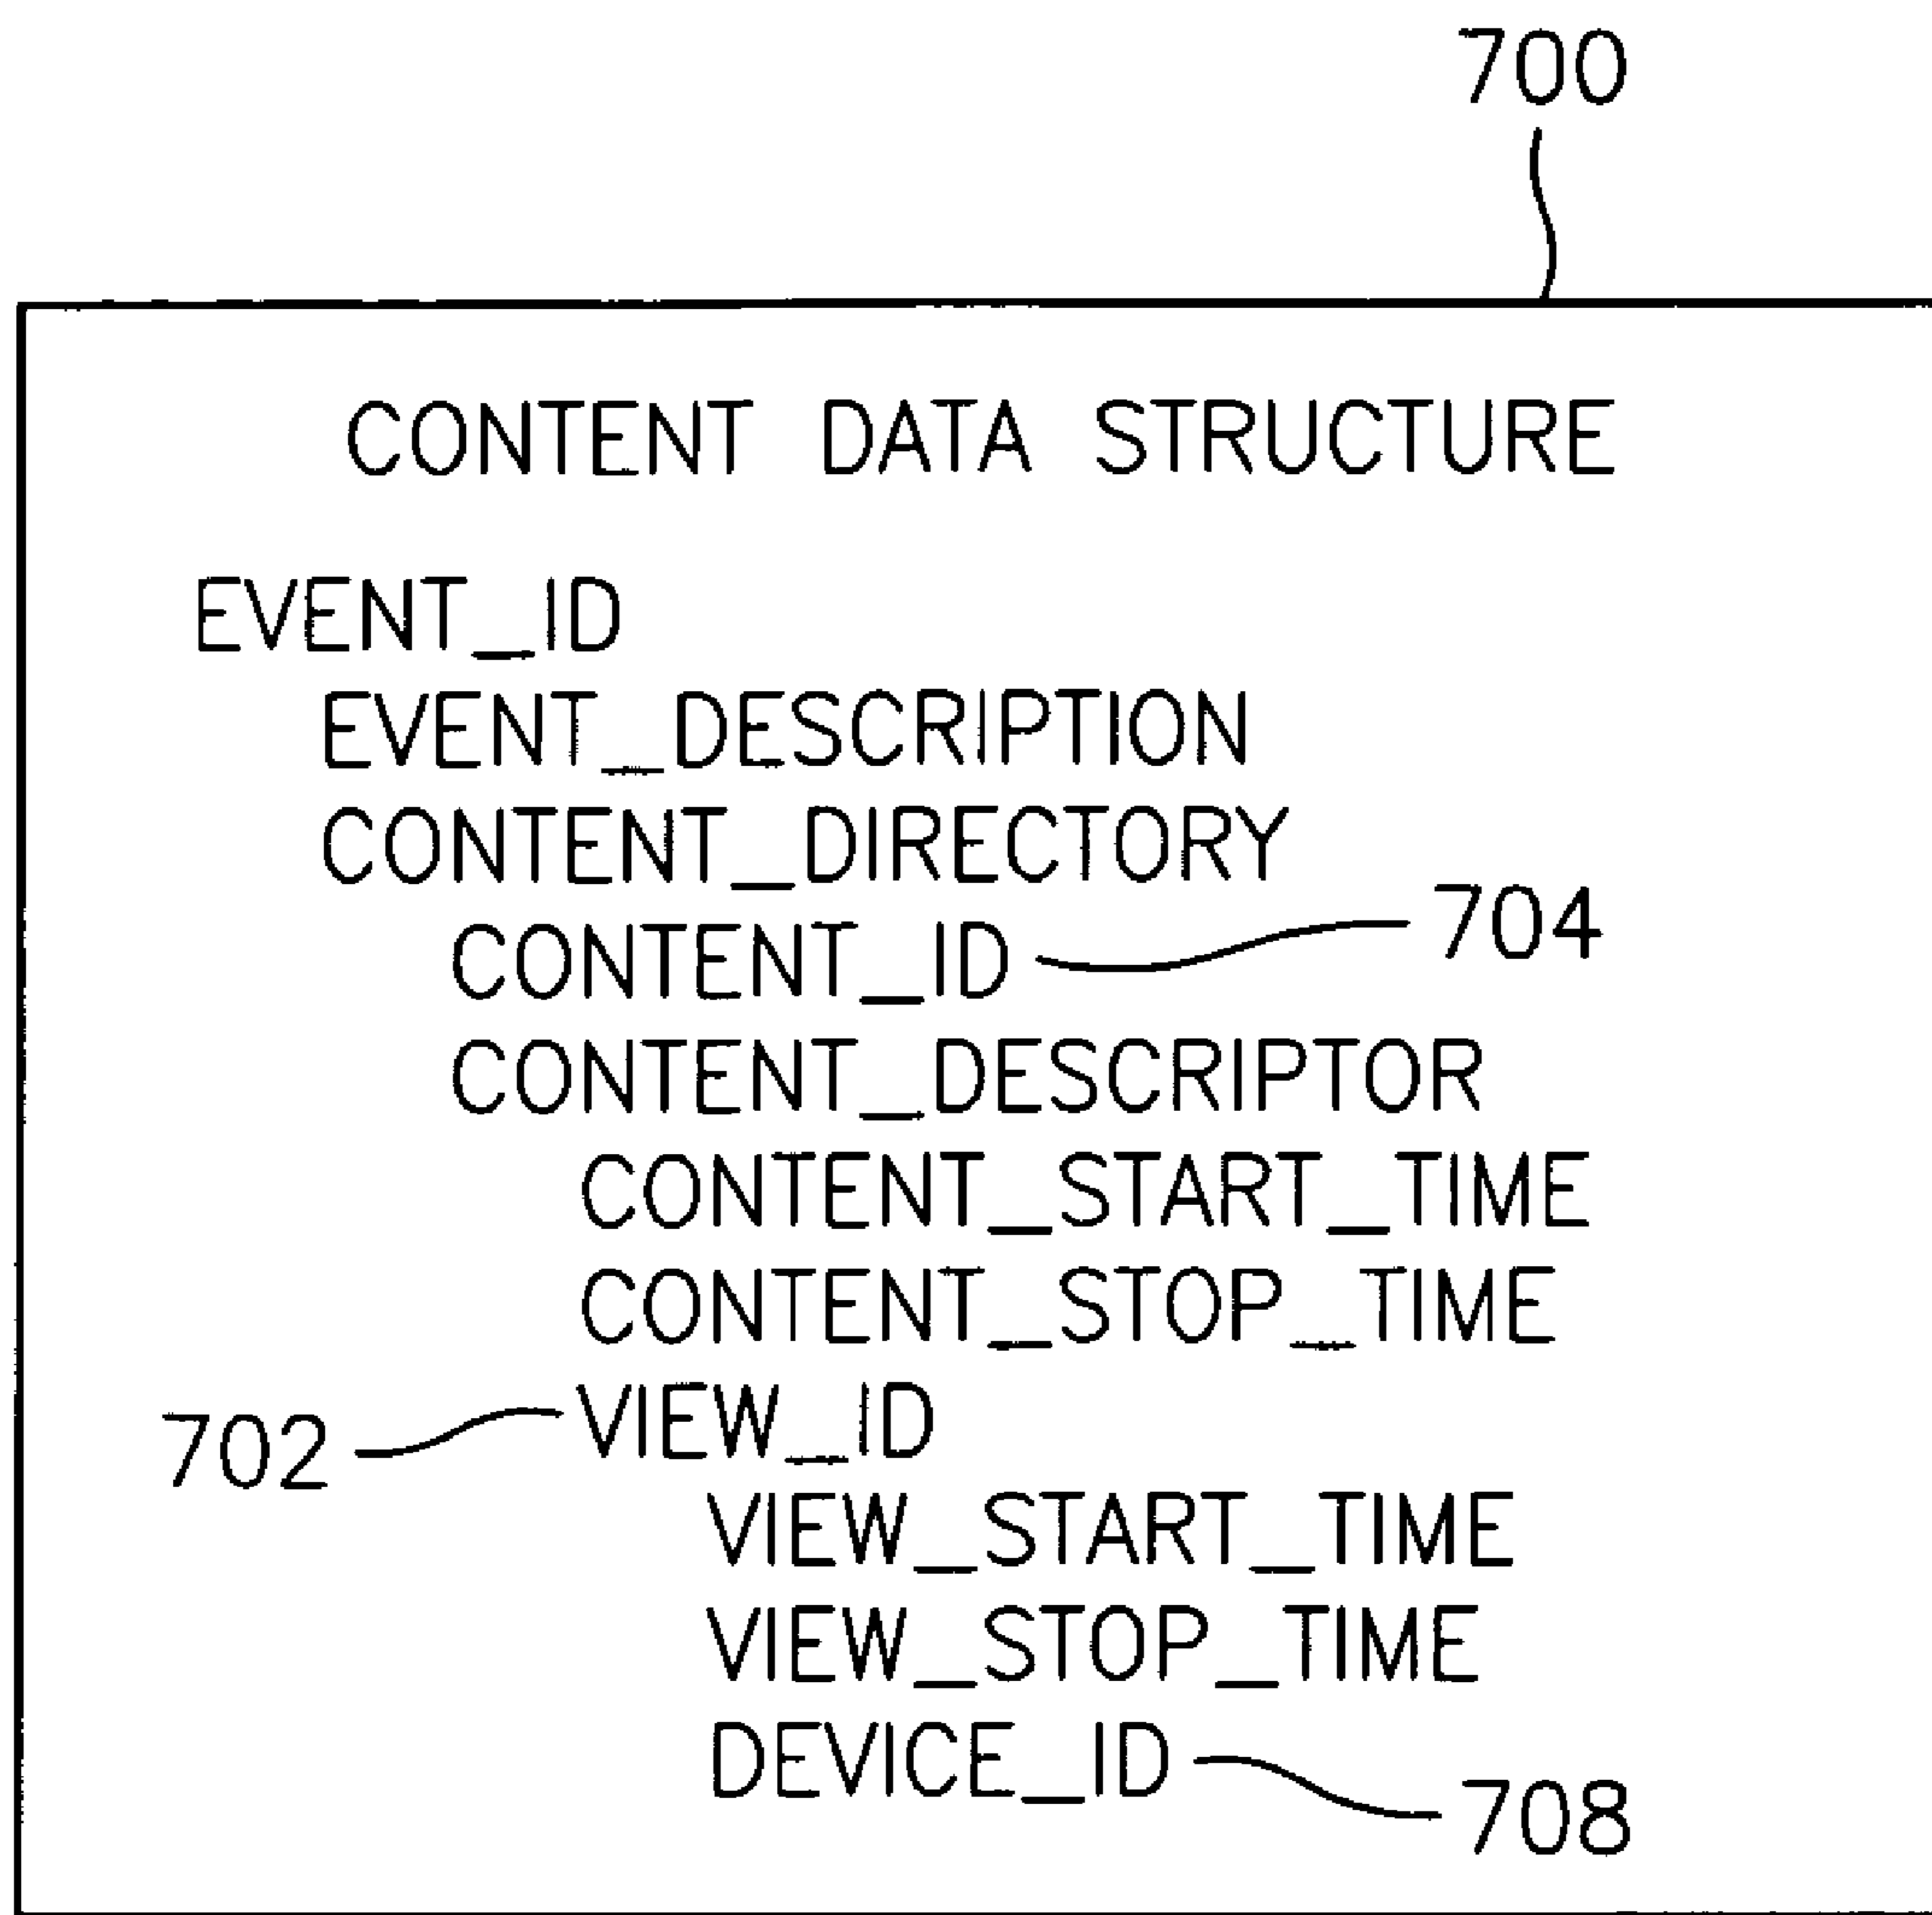 700
CONTENT DATA STRUCTURE
EVENT_ID
EVENT_DESCRIPTION
CONTENT_DIRECTORY
CONTENT_ID 704
CONTENT_DESCRIPTOR
CONTENT_START_TIME
CONTENT_STOP_TIME
702 VIEW_ID
VIEW_START_TIME
VIEW_STOP_TIME
DEVICE_ID 708